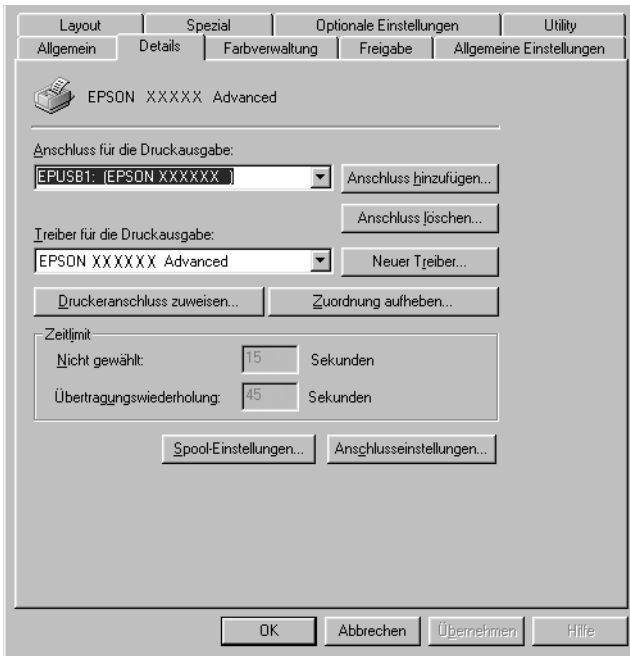 Layout Spezial Optionale Einstellungen Utility
Allgemein Details Farbverwaltung Freigabe Allgemeine Einstellungen
EPSON XXXXX Advanced
Anschluss für die Druckausgabe:
EPUSB1: (EPSON XXXXXX ) Anschluss hinzufügen...
Anschluss löschen...
Treiber für die Druckausgabe:
EPSON XXXXXX Advanced Neuer Treiber...
Druckeranschluss zuweisen... Zuordnung aufheben...
Zeitlimit
Nicht gewählt: 15 Sekunden
Übertragungswiederholung: 45 Sekunden
Spool-Einstellungen... Anschlusseinstellungen...
OK Abbrechen Übernehmen Hilfe